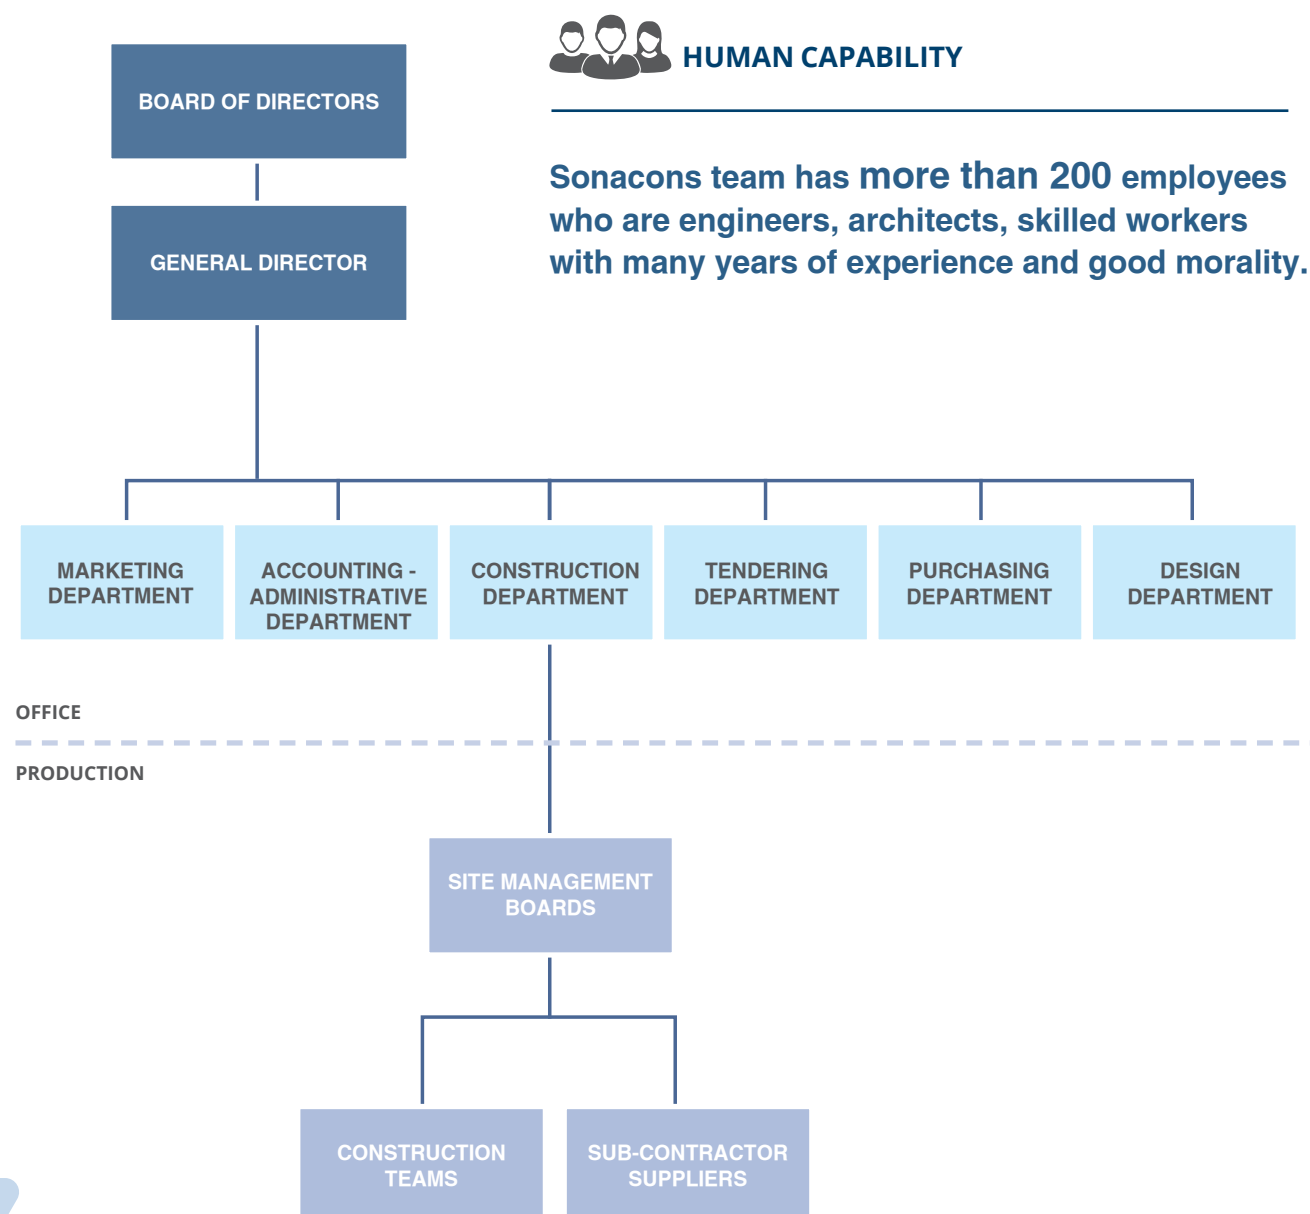 BOARD OF DIRECTORS
HUMAN CAPABILITY
Sonacons team has more than 200 employees
who are engineers, architects, skilled workers
with many years of experience and good morality.
GENERAL DIRECTOR
MARKETING
DEPARTMENT
ACCOUNTING -
ADMINISTRATIVE
DEPARTMENT
CONSTRUCTION
DEPARTMENT
TENDERING
DEPARTMENT
PURCHASING
DEPARTMENT
DESIGN
DEPARTMENT
OFFICE
PRODUCTION
SITE MANAGEMENT
BOARDS
CONSTRUCTION
TEAMS
SUB-CONTRACTOR
SUPPLIERS